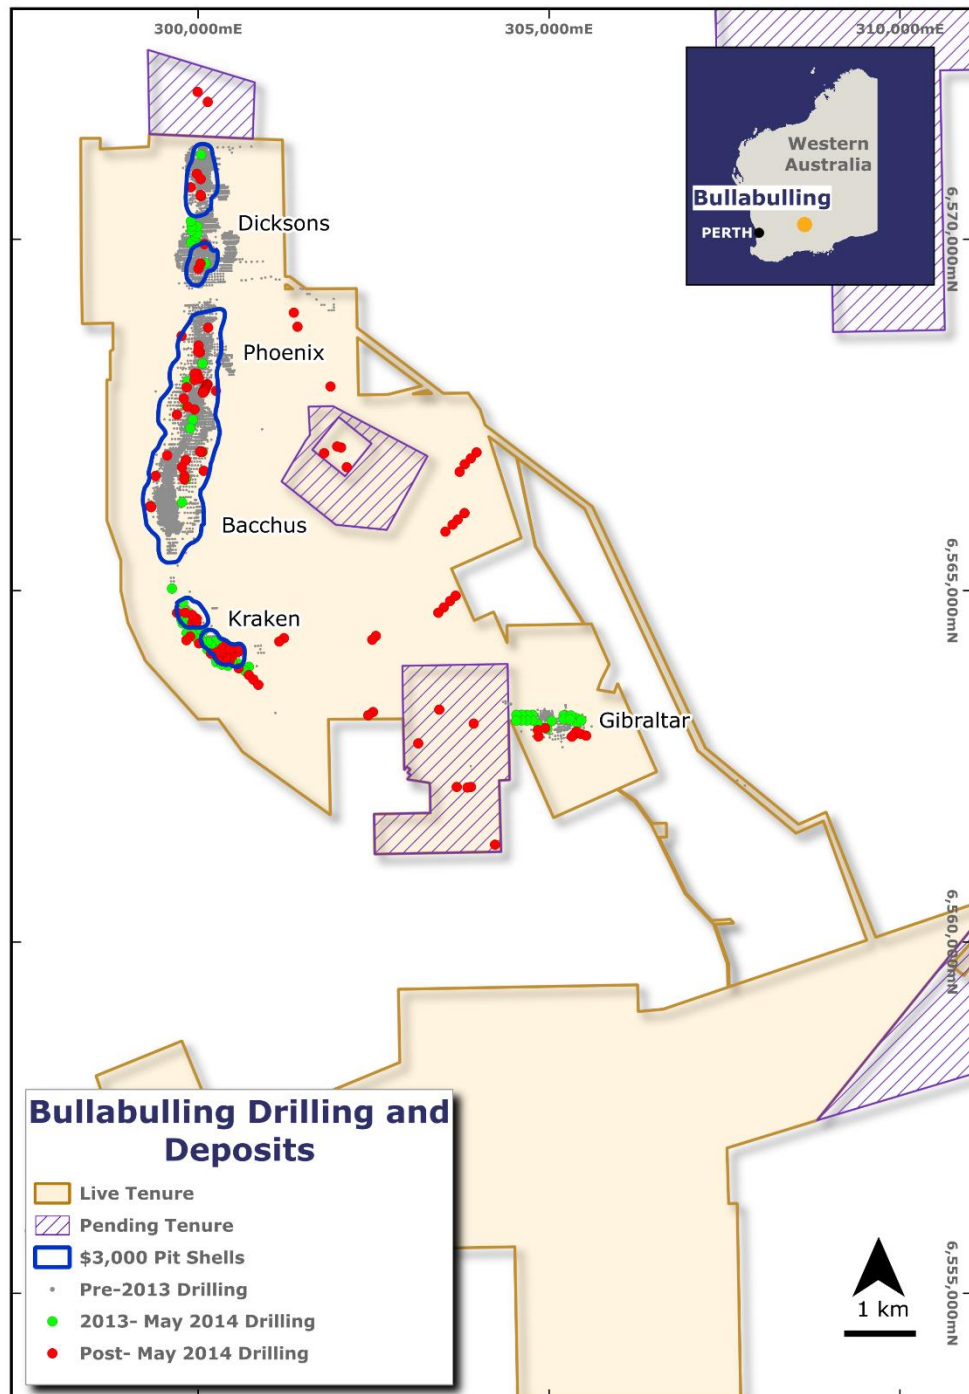 300,000mE
305,000mE
310,000mE
Western
Australia
Bullabulling
PERTH
6,570,000mN
Dicksons
Phoenix
Bacchus
6,565,000mN
Kraken
Gibraltar
6,560,000mN
Bullabulling Drilling and
Deposits
Live Tenure
Pending Tenure
$3,000 Pit Shells
Pre-2013 Drilling
2013- May 2014 Drilling
Post- May 2014 Drilling
6,555,000mN
1 km